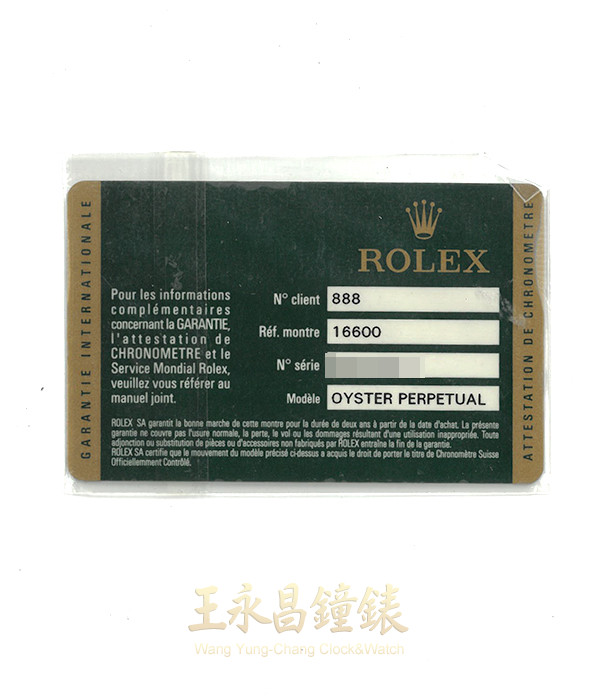 GARANTIE INTERNATIONALE
ROLEX
ATTESTATION DE CHRONOMETRE
Pour les informations
complémentaires
concernant la GARANTIE,
l'attestation de
CHRONOMETRE et le
Service Mondial Rolex,
veuillez vous référer au
manuel joint.
N° client 888
Réf. montre 16600
N° série
Modèle OYSTER PERPETUAL
ROLEX SA garantit la bonne marche de cette montre pour la durée de deux ans à partir de la date d'achat. La présente
garantie ne couvre pas l'usure normale, la perte, le vol ou les dommages résultant d'une utilisation inappropriée. Toute
adjonction ou substitution de pièces ou d'accessoires non fabriqués par ROLEX entraîne la fin de la garantie.
ROLEX SA certifie que le mouvement du modèle précisé ci-dessus a acquis le droit de porter le titre de Chronomètre Suisse
Officiellement Contrôlé.
王永昌鐘錶
Wang Yung-Chang Clock&Watch